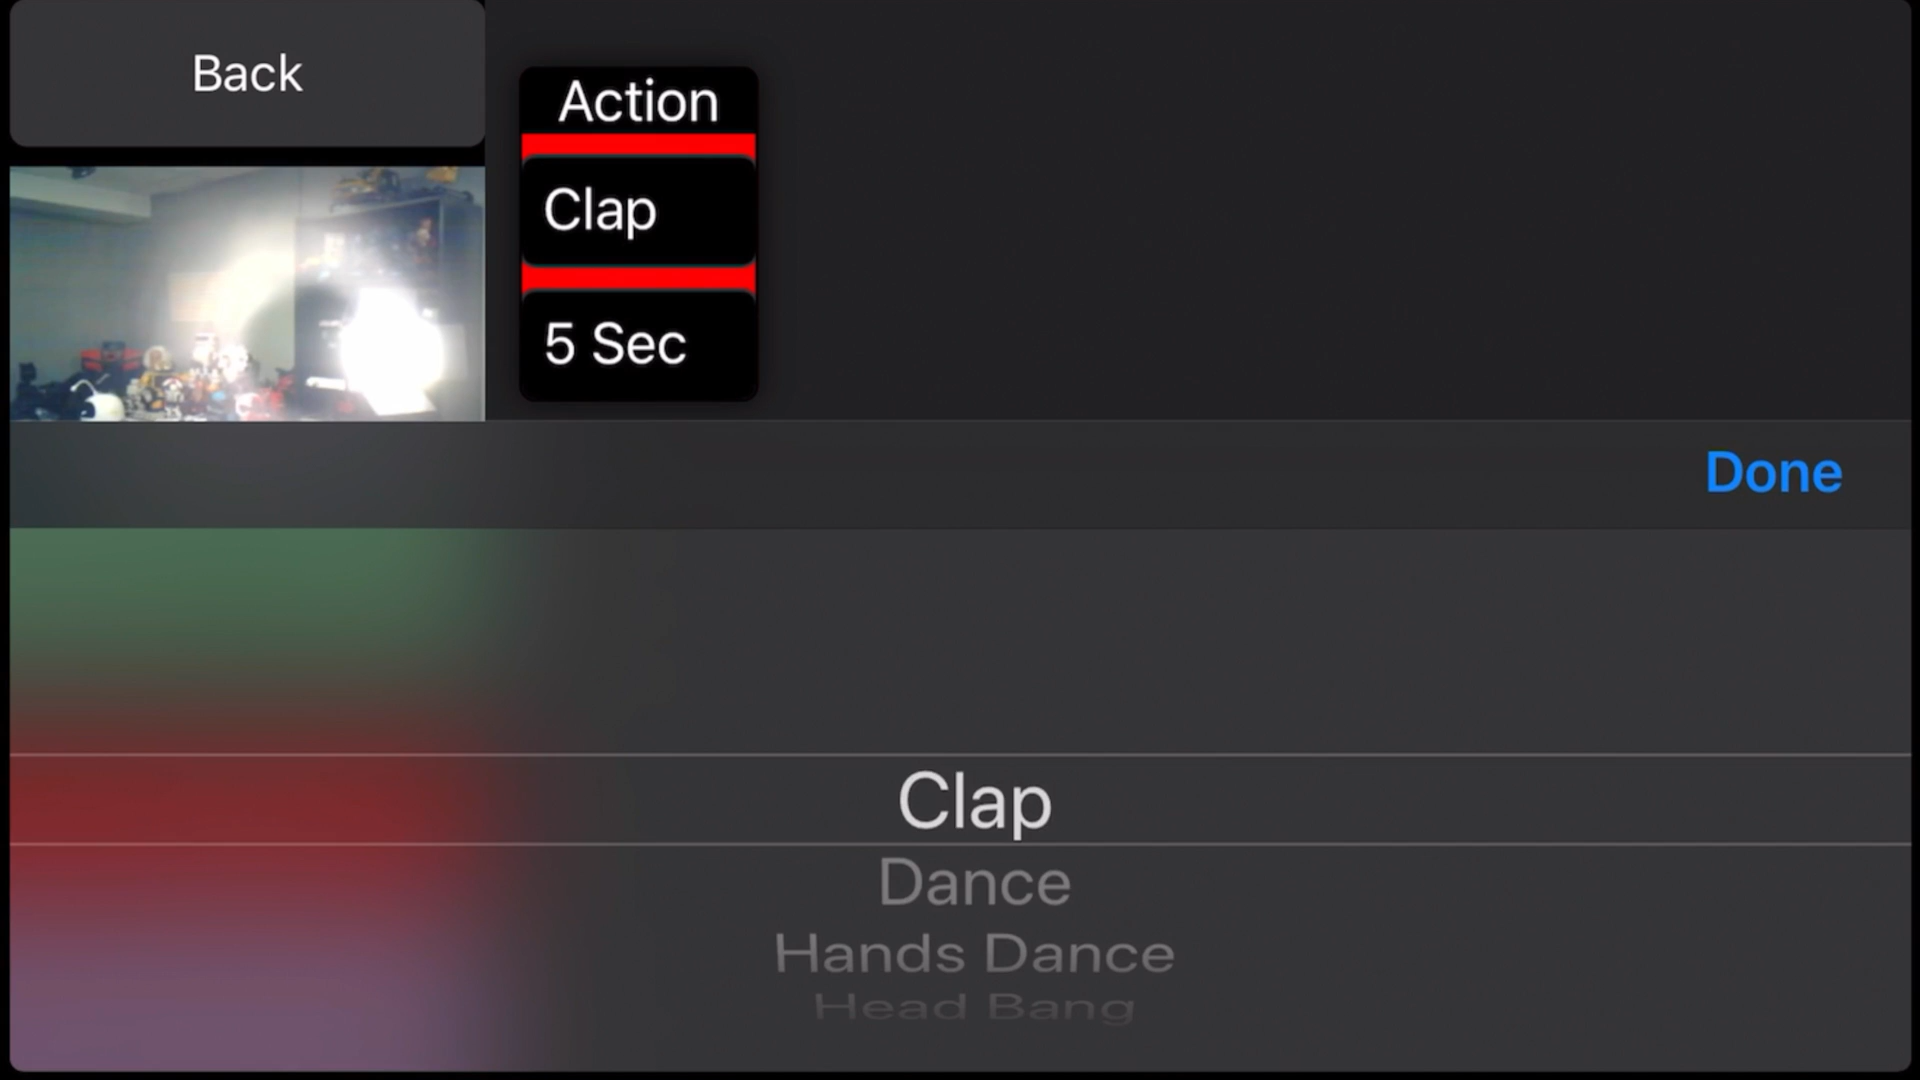 Back
Action
Clap
5 Sec
Done
Clap
Dance
Hands Dance
Head Bang